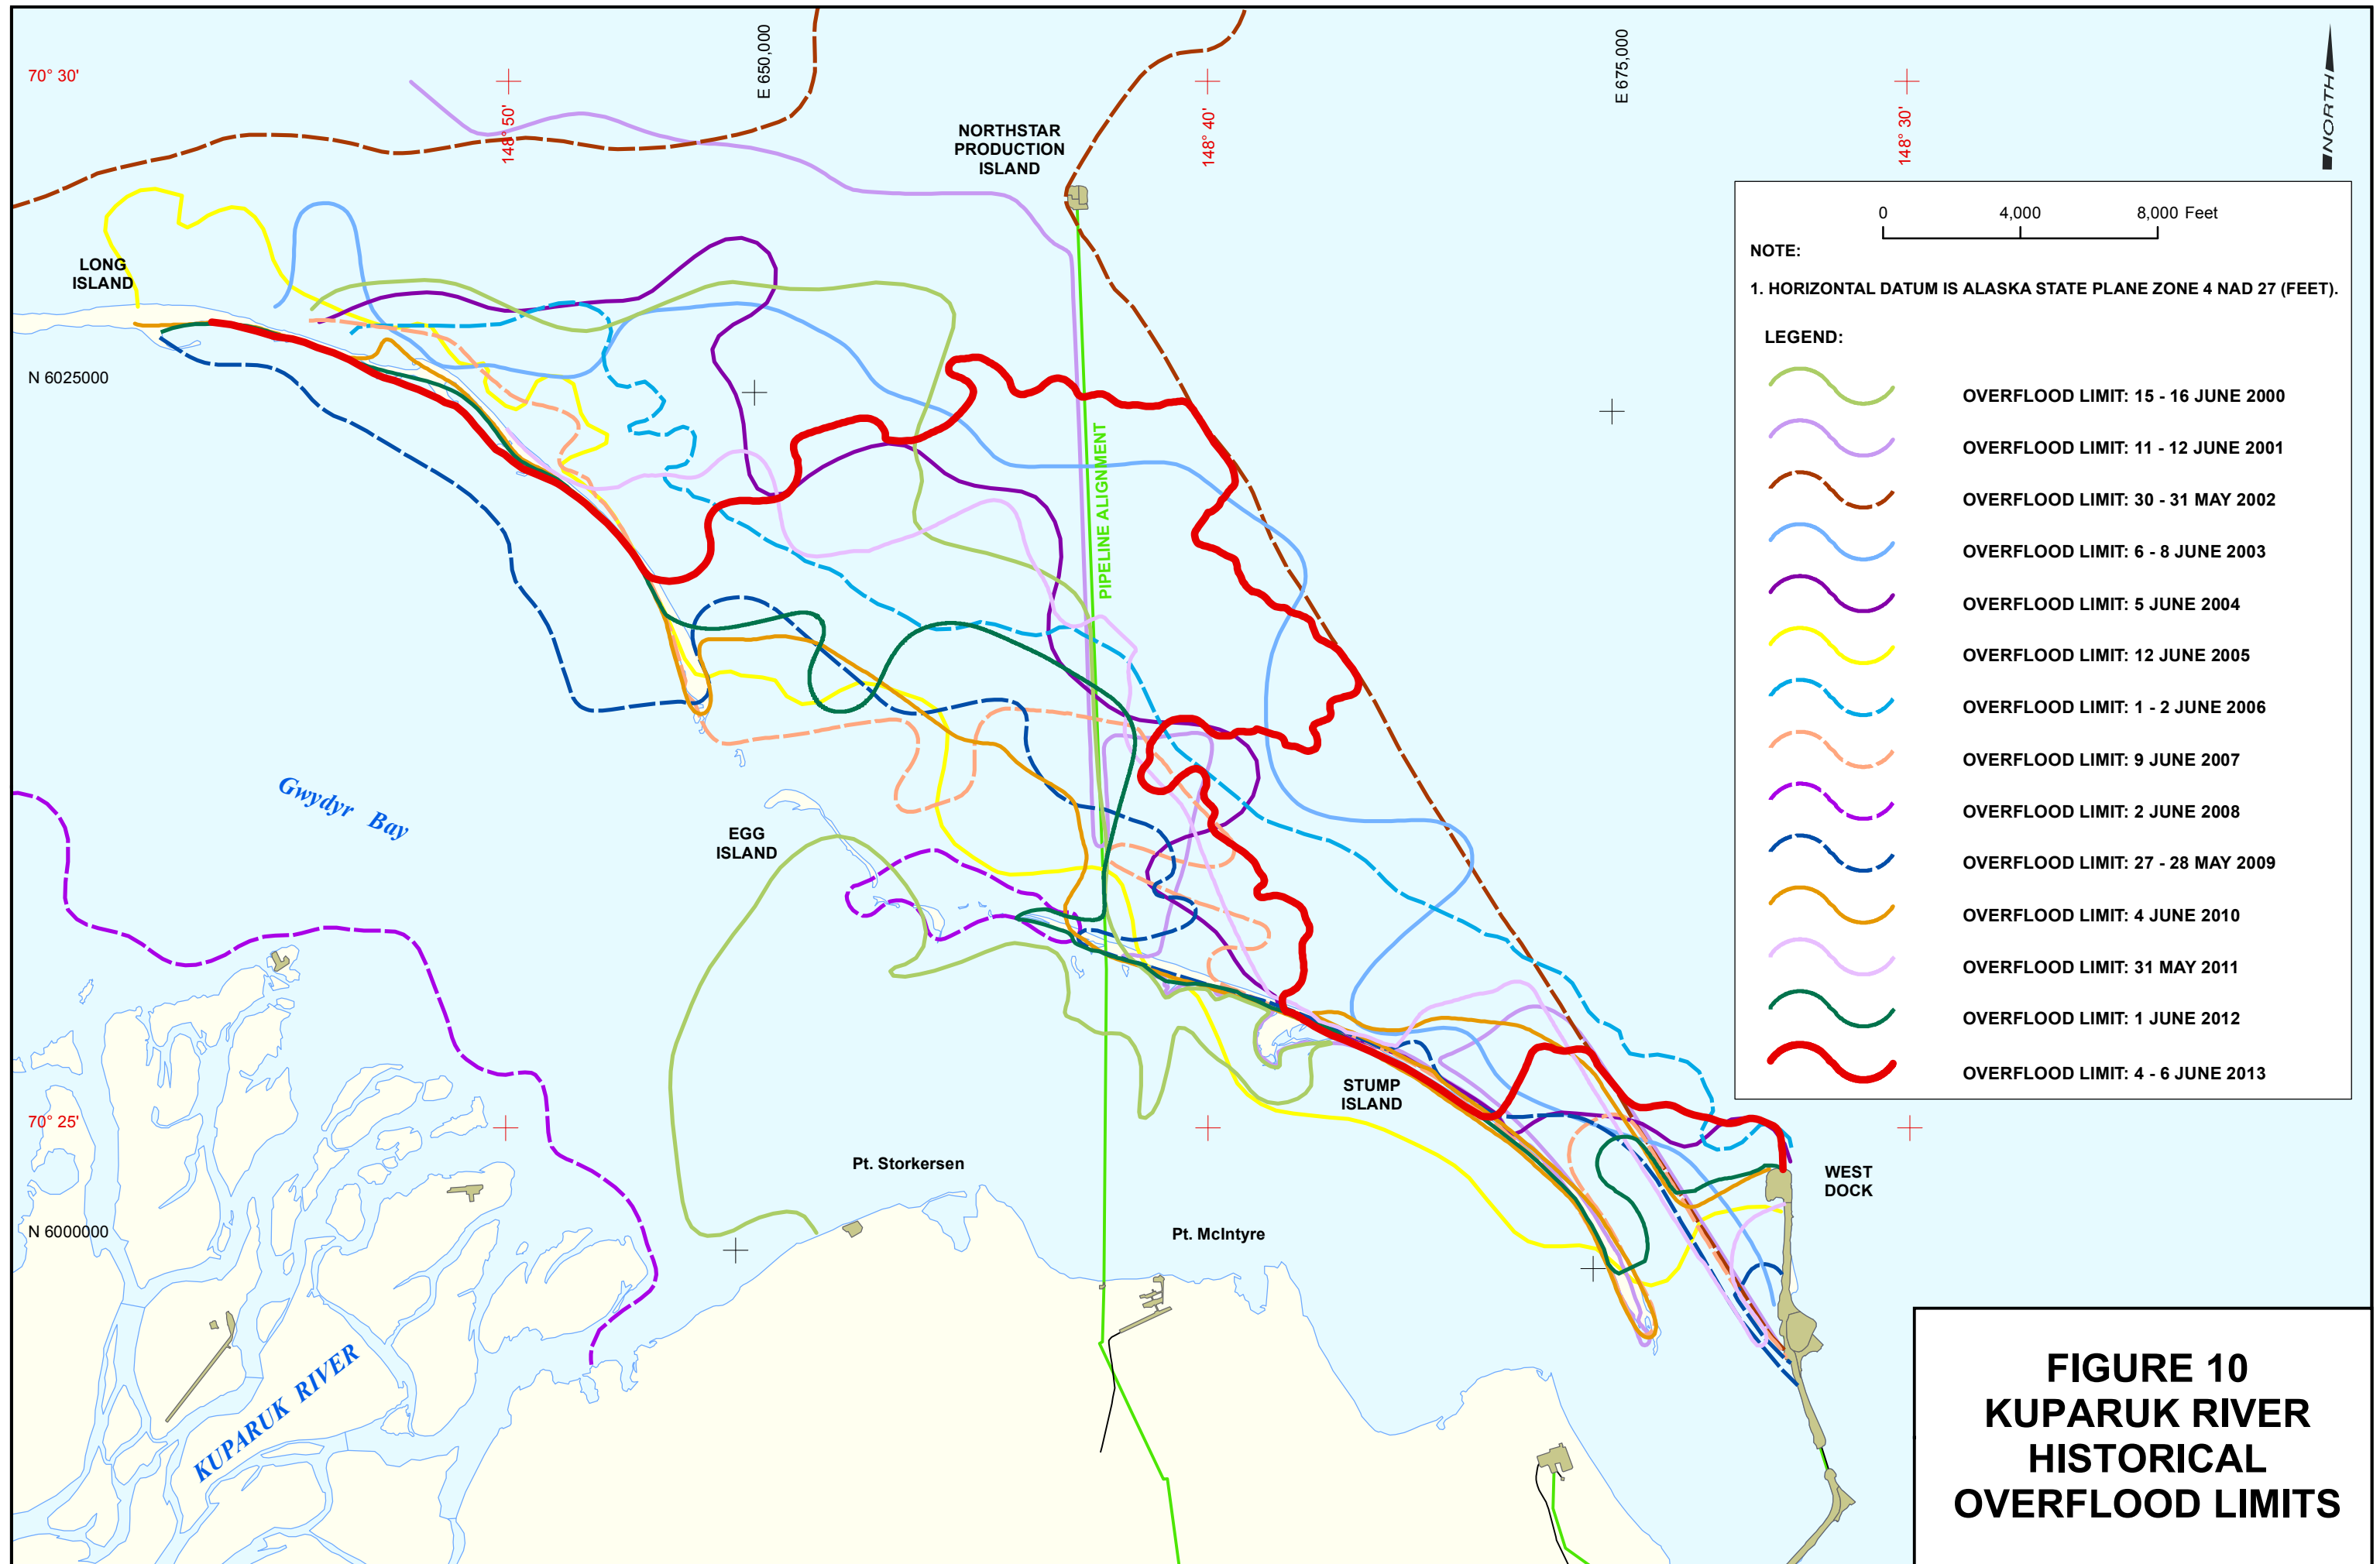 70° 30'
148° 50'
E 650,000
148° 40'
E 675,000
148° 30'
NORTH
NORTHSTAR
PRODUCTION
ISLAND
LONG
ISLAND
N 6025000
PIPELINE ALIGNMENT
0 4,000 8,000 Feet
NOTE:
1. HORIZONTAL DATUM IS ALASKA STATE PLANE ZONE 4 NAD 27 (FEET).
LEGEND:
OVERFLOOD LIMIT: 15 - 16 JUNE 2000
OVERFLOOD LIMIT: 11 - 12 JUNE 2001
OVERFLOOD LIMIT: 30 - 31 MAY 2002
OVERFLOOD LIMIT: 6 - 8 JUNE 2003
OVERFLOOD LIMIT: 5 JUNE 2004
OVERFLOOD LIMIT: 12 JUNE 2005
OVERFLOOD LIMIT: 1 - 2 JUNE 2006
OVERFLOOD LIMIT: 9 JUNE 2007
OVERFLOOD LIMIT: 2 JUNE 2008
OVERFLOOD LIMIT: 27 - 28 MAY 2009
OVERFLOOD LIMIT: 4 JUNE 2010
OVERFLOOD LIMIT: 31 MAY 2011
OVERFLOOD LIMIT: 1 JUNE 2012
OVERFLOOD LIMIT: 4 - 6 JUNE 2013
Gwydyr Bay
EGG
ISLAND
STUMP
ISLAND
70° 25'
Pt. Storkersen
WEST
DOCK
N 6000000
Pt. McIntyre
KUPARUK RIVER
FIGURE 10
KUPARUK RIVER
HISTORICAL
OVERFLOOD LIMITS